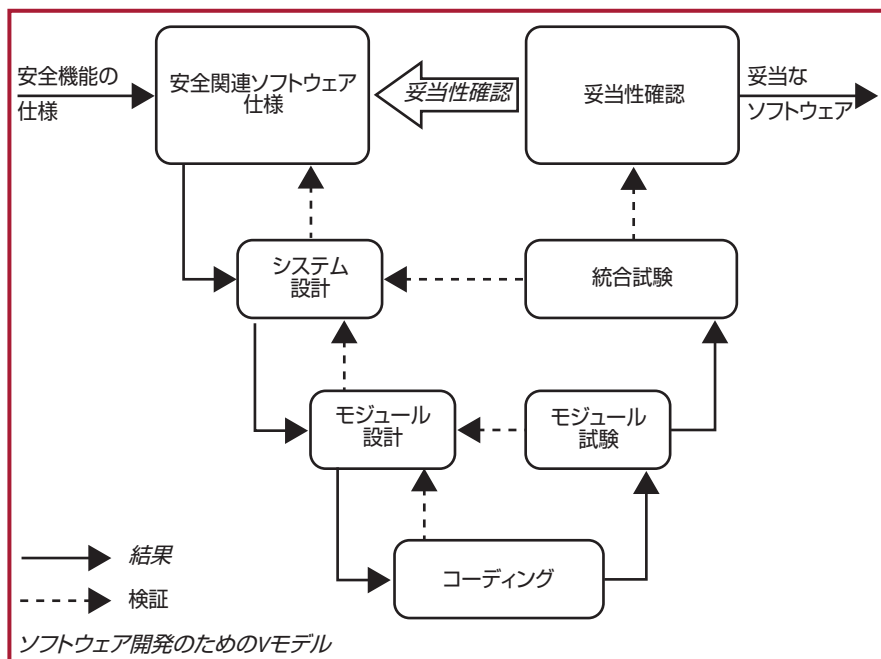 安全機能の
仕様
安全関連ソフトウェア
仕様
妥当性確認
妥当性確認
妥当な
ソフトウェア
システム
設計
統合試験
モジュール
設計
モジュール
試験
コーディング
結果
検証
ソフトウェア開発のためのVモデル